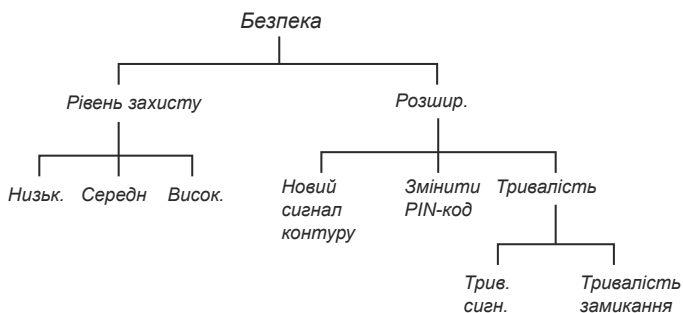 Безпека
Рівень захисту
Розшир.
Низьк.
Середн
Висок.
Новий
сигнал
контуру
Змінити
PIN-код
Тривалість
Трив.
сигн.
Тривалість
замикання